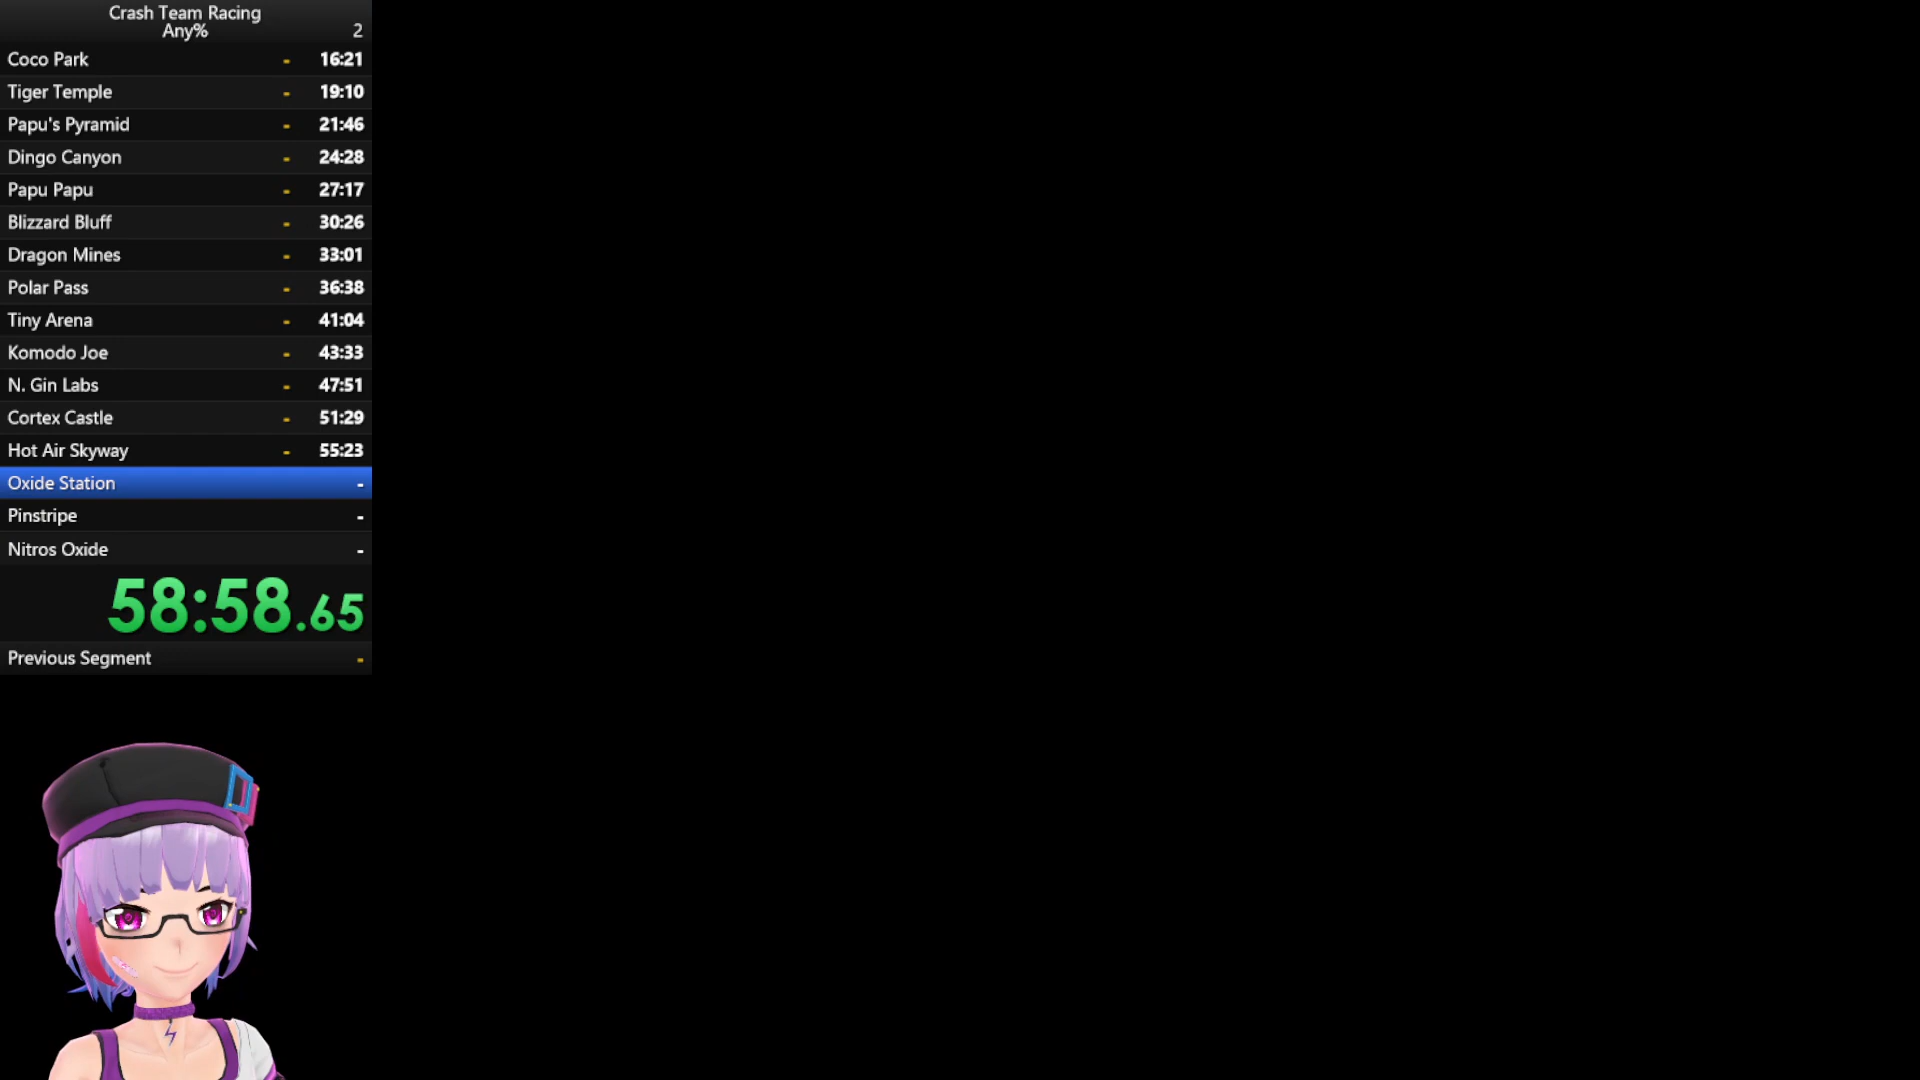 Crash Team Racing
Any% 2
Coco Park - 16:21
Tiger Temple - 19:10
Papu's Pyramid - 21:46
Dingo Canyon - 24:28
Papu Papu - 27:17
Blizzard Bluff - 30:26
Dragon Mines - 33:01
Polar Pass - 36:38
Tiny Arena - 41:04
Komodo Joe - 43:33
N. Gin Labs - 47:51
Cortex Castle - 51:29
Hot Air Skyway - 55:23
Oxide Station -
Pinstripe -
Nitros Oxide -
58:58.65
Previous Segment -